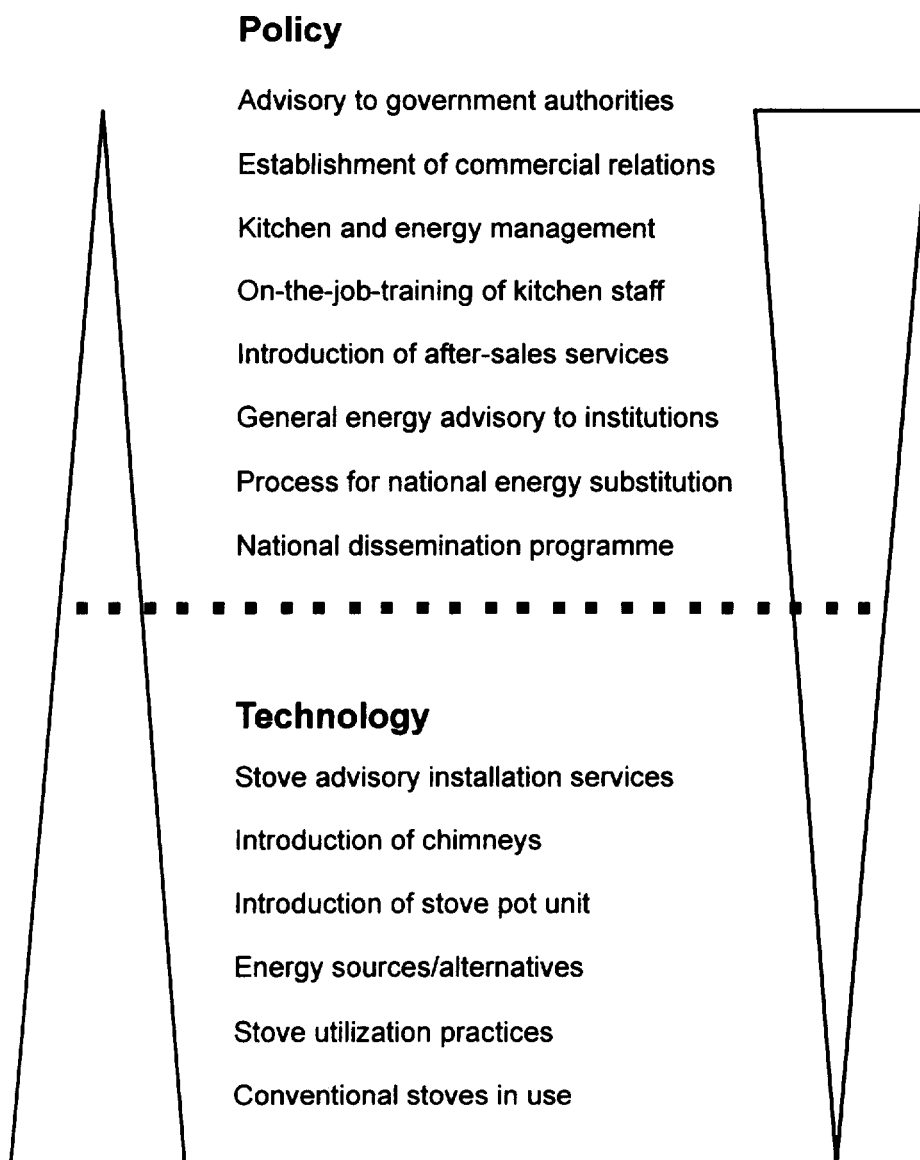 Policy
Advisory to government authorities
Establishment of commercial relations
Kitchen and energy management
On-the-job-training of kitchen staff
Introduction of after-sales services
General energy advisory to institutions
Process for national energy substitution
National dissemination programme
Technology
Stove advisory installation services
Introduction of chimneys
Introduction of stove pot unit
Energy sources/alternatives
Stove utilization practices
Conventional stoves in use